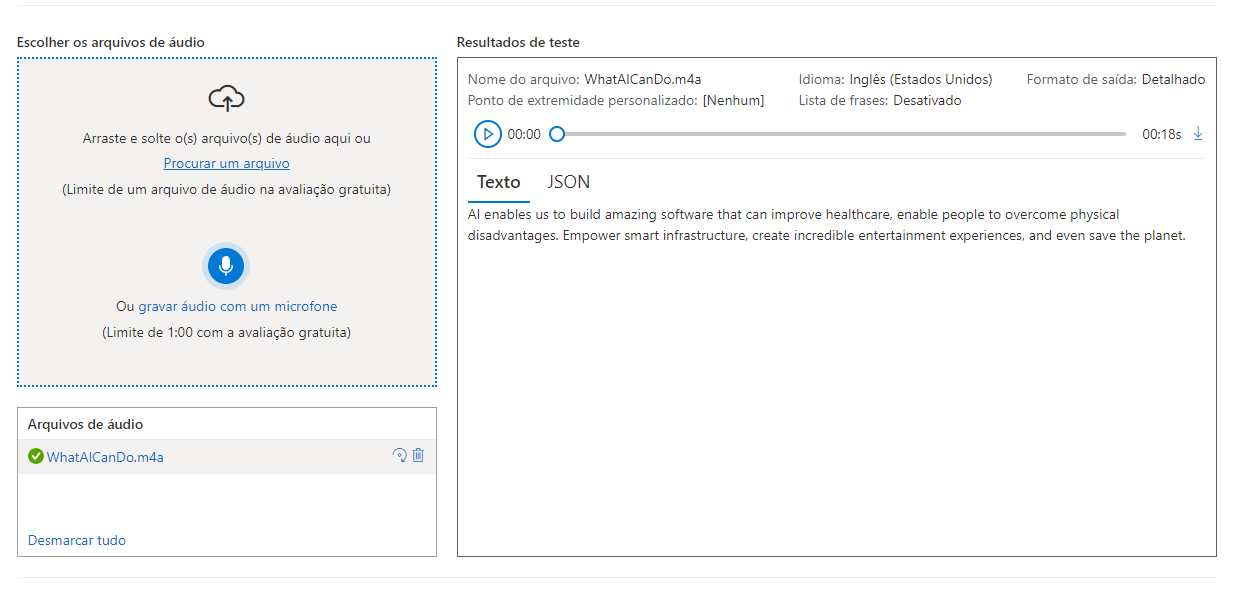 Escolher os arquivos de áudio
Arraste e solte o(s) arquivo(s) de áudio aqui ou
Procurar um arquivo
(Limite de um arquivo de áudio na avaliação gratuita)
Ou gravar áudio com um microfone
(Limite de 1:00 com a avaliação gratuita)
Arquivos de áudio
WhatAICanDo.m4a
Desmarcar tudo
Resultados de teste
Nome do arquivo: WhatAICanDo.m4a Idioma: Inglês (Estados Unidos) Formato de saída: Detalhado
Ponto de extremidade personalizado: [Nenhum] Lista de frases: Desativado
00:00 00:18s
Texto JSON
AI enables us to build amazing software that can improve healthcare, enable people to overcome physical
disadvantages. Empower smart infrastructure, create incredible entertainment experiences, and even save the planet.